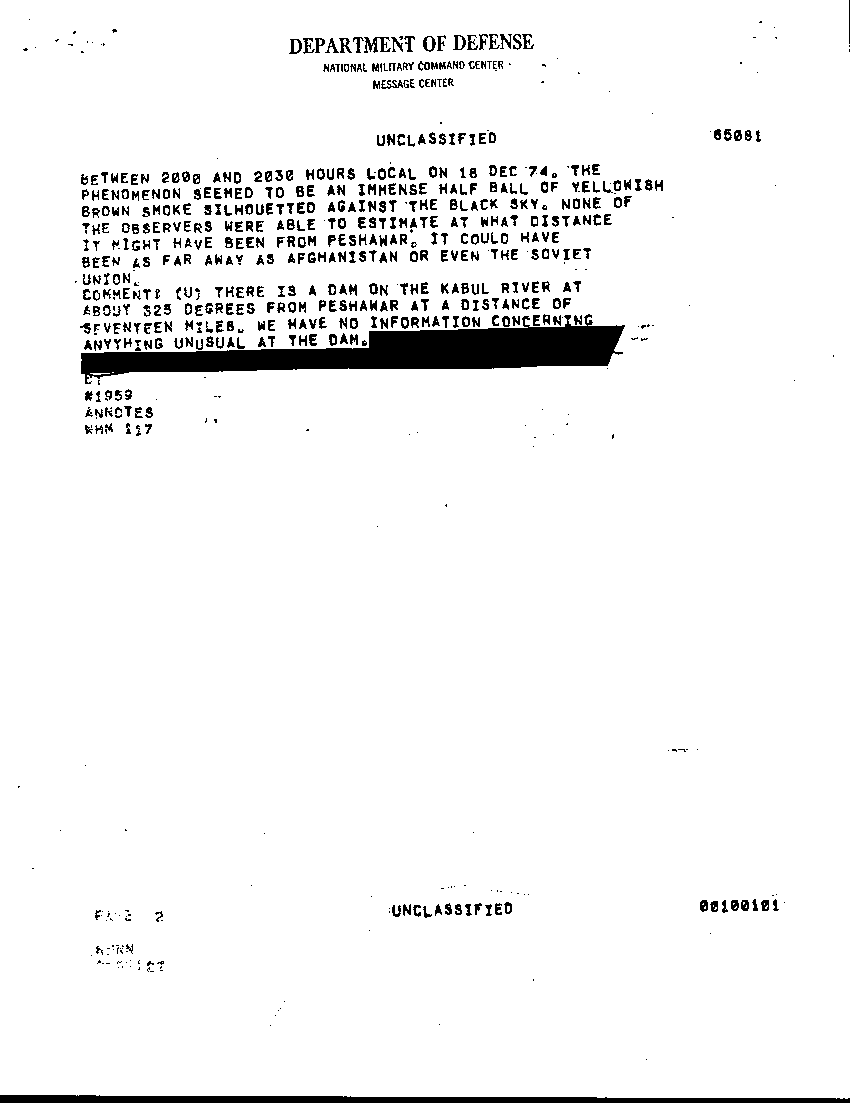 DEPARTMENT OF DEFENSE
NATIONAL MILITARY COMMAND CENTER
MESSAGE CENTER
UNCLASSIFIED 65081
BETWEEN 2000 AND 2030 HOURS LOCAL ON 18 DEC 74. THE
PHENOMENON SEEMED TO BE AN IMMENSE HALF BALL OF YELLOWISH
BROWN SMOKE SILHOUETTED AGAINST THE BLACK SKY. NONE OF
THE OBSERVERS WERE ABLE TO ESTIMATE AT WHAT DISTANCE
IT MIGHT HAVE BEEN FROM PESHAWAR. IT COULD HAVE
BEEN AS FAR AWAY AS AFGHANISTAN OR EVEN THE SOVIET
UNION.
COMMENT: (U) THERE IS A DAM ON THE KABUL RIVER AT
ABOUT 325 DEGREES FROM PESHAWAR AT A DISTANCE OF
SEVENTEEN MILES. WE HAVE NO INFORMATION CONCERNING
ANYTHING UNUSUAL AT THE DAM.
BT
#1959
ANNOTES
117
PAGE 2 UNCLASSIFIED 00100101